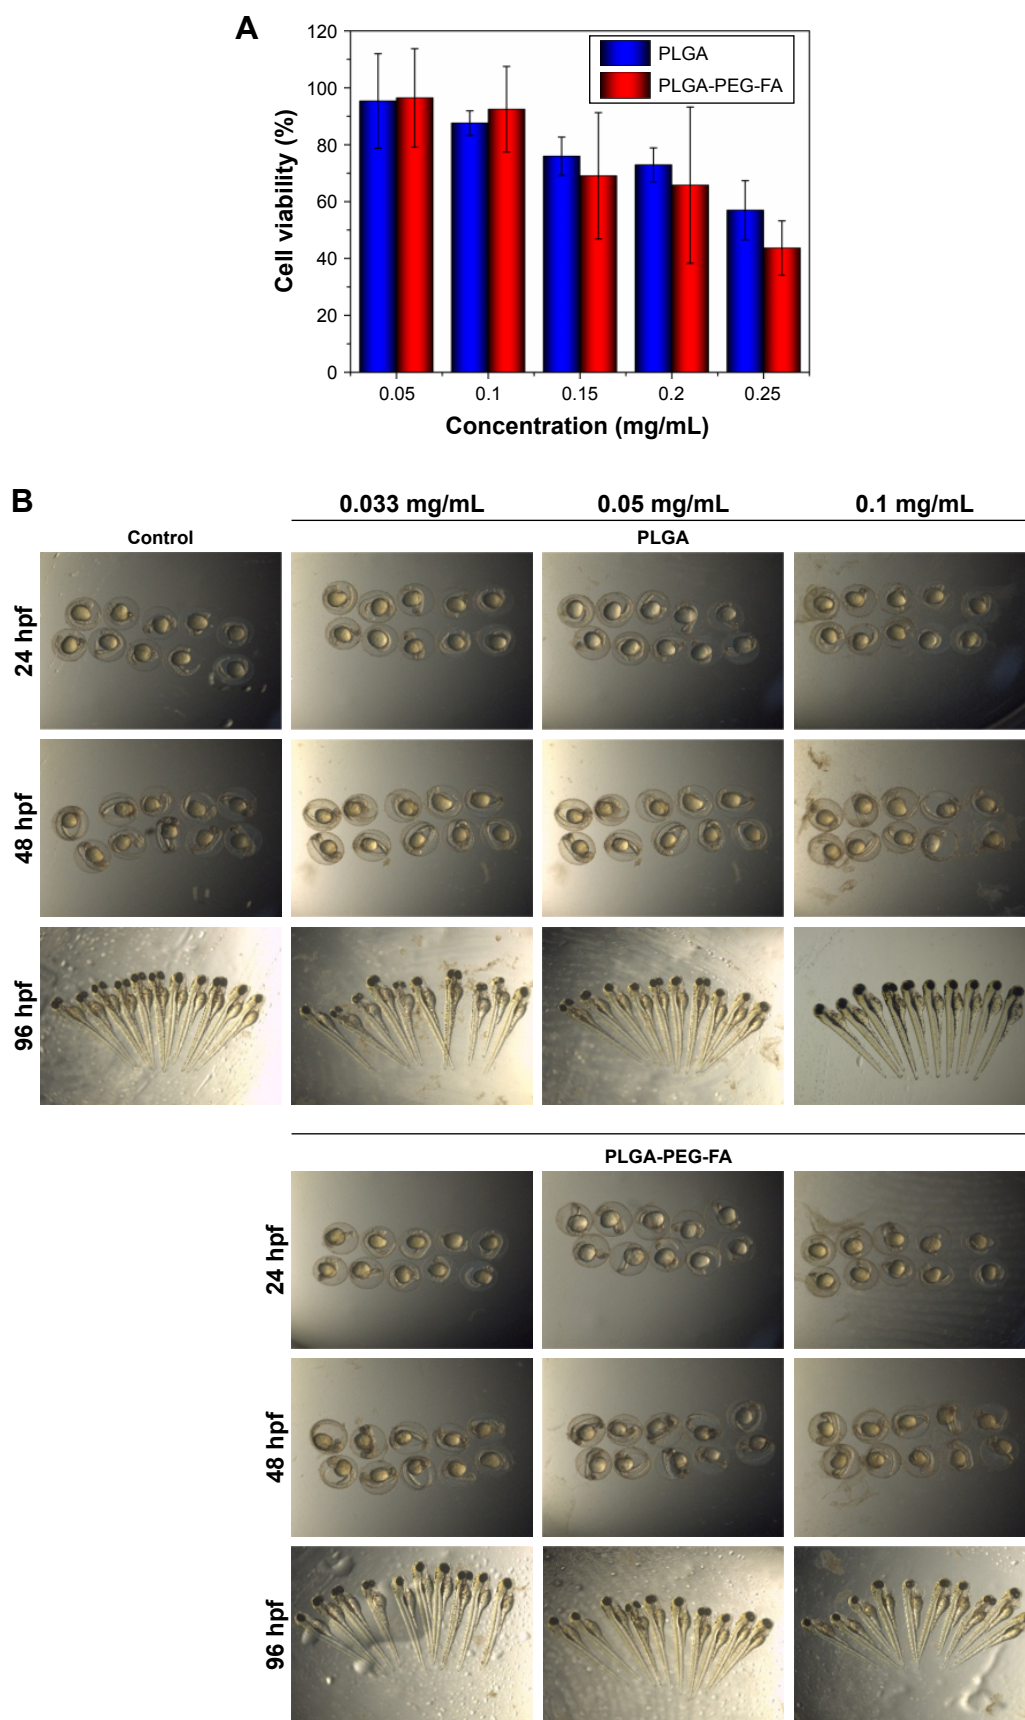 A
120
100
80
60
40
20
0
Cell viability (%)
PLGA
PLGA-PEG-FA
0.05 0.1 0.15 0.2 0.25
Concentration (mg/mL)
B
0.033 mg/mL 0.05 mg/mL 0.1 mg/mL
Control PLGA
24 hpf
48 hpf
96 hpf
PLGA-PEG-FA
24 hpf
48 hpf
96 hpf